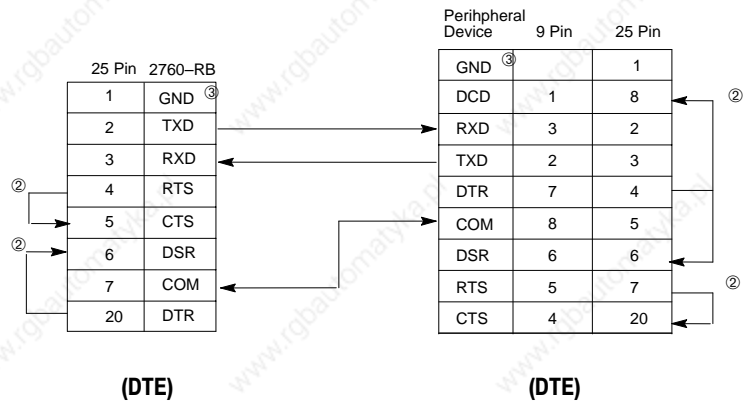 Perihpheral
Device 9 Pin 25 Pin
25 Pin 2760–RB
GND ③ 1
DCD 1 8 ②
RXD 3 2
TXD 2 3
DTR 7 4
COM 8 5
DSR 6 6
RTS 5 7 ②
CTS 4 20
1 GND ③
2 TXD
3 RXD
② 4 RTS
5 CTS
② 6 DSR
7 COM
20 DTR
(DTE) (DTE)
www.rgbautomatyka.pl